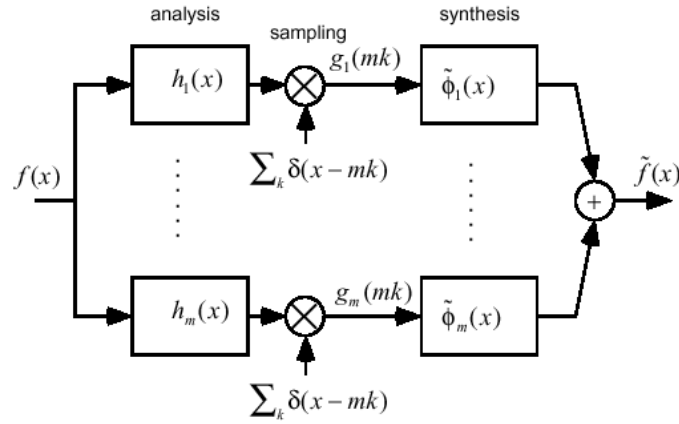 analysis
sampling
synthesis
h₁(x)
g₁(mk)
φ̃₁(x)
∑ₖ δ(x − mk)
f(x)
f̃(x)
+
hₘ(x)
gₘ(mk)
φ̃ₘ(x)
∑ₖ δ(x − mk)